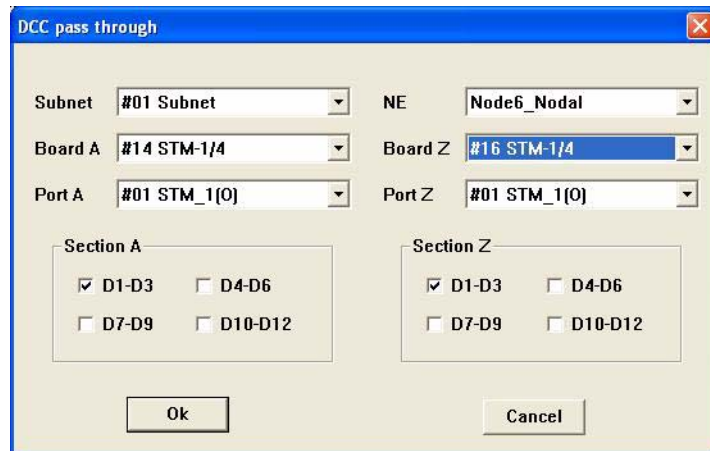 DCC pass through
Subnet #01 Subnet NE Node6_Nodal
Board A #14 STM-1/4 Board Z #16 STM-1/4
Port A #01 STM_1(O) Port Z #01 STM_1(O)
Section A Section Z
D1-D3 D4-D6 D1-D3 D4-D6
D7-D9 D10-D12 D7-D9 D10-D12
Ok Cancel